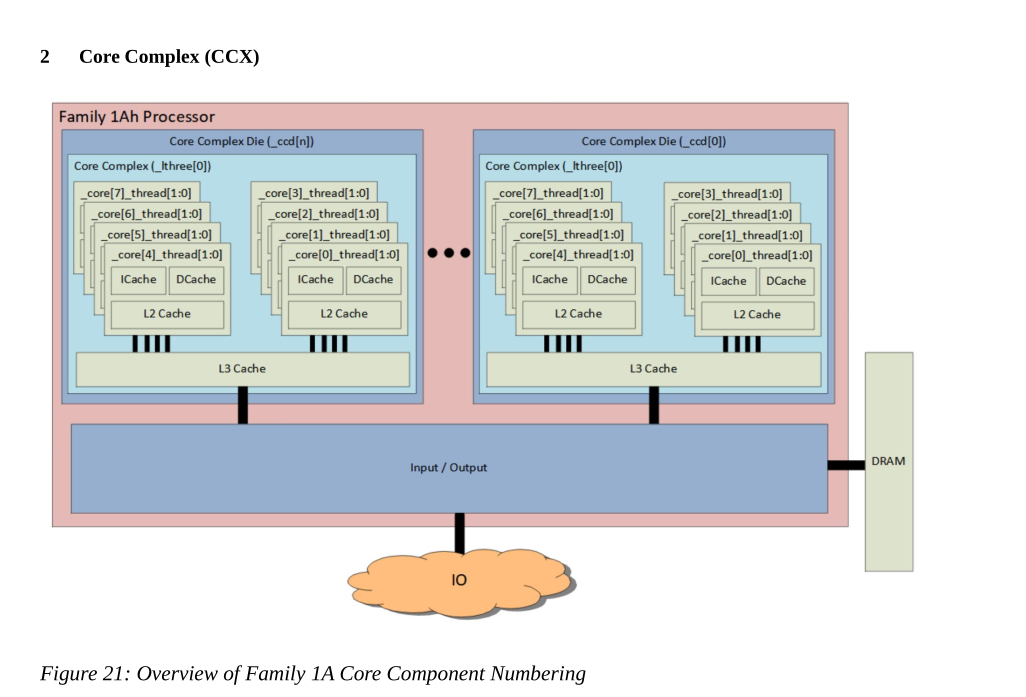 2 Core Complex (CCX)
Family 1Ah Processor
Core Complex Die (_ccd[n])
Core Complex (_lthree[0])
_core[7]_thread[1:0]
_core[6]_thread[1:0]
_core[5]_thread[1:0]
_core[4]_thread[1:0]
ICache
DCache
L2 Cache
_core[3]_thread[1:0]
_core[2]_thread[1:0]
_core[1]_thread[1:0]
_core[0]_thread[1:0]
ICache
DCache
L2 Cache
L3 Cache
Core Complex Die (_ccd[0])
Core Complex (_lthree[0])
_core[7]_thread[1:0]
_core[6]_thread[1:0]
_core[5]_thread[1:0]
_core[4]_thread[1:0]
ICache
DCache
L2 Cache
_core[3]_thread[1:0]
_core[2]_thread[1:0]
_core[1]_thread[1:0]
_core[0]_thread[1:0]
ICache
DCache
L2 Cache
L3 Cache
Input / Output
DRAM
IO
Figure 21: Overview of Family 1A Core Component Numbering